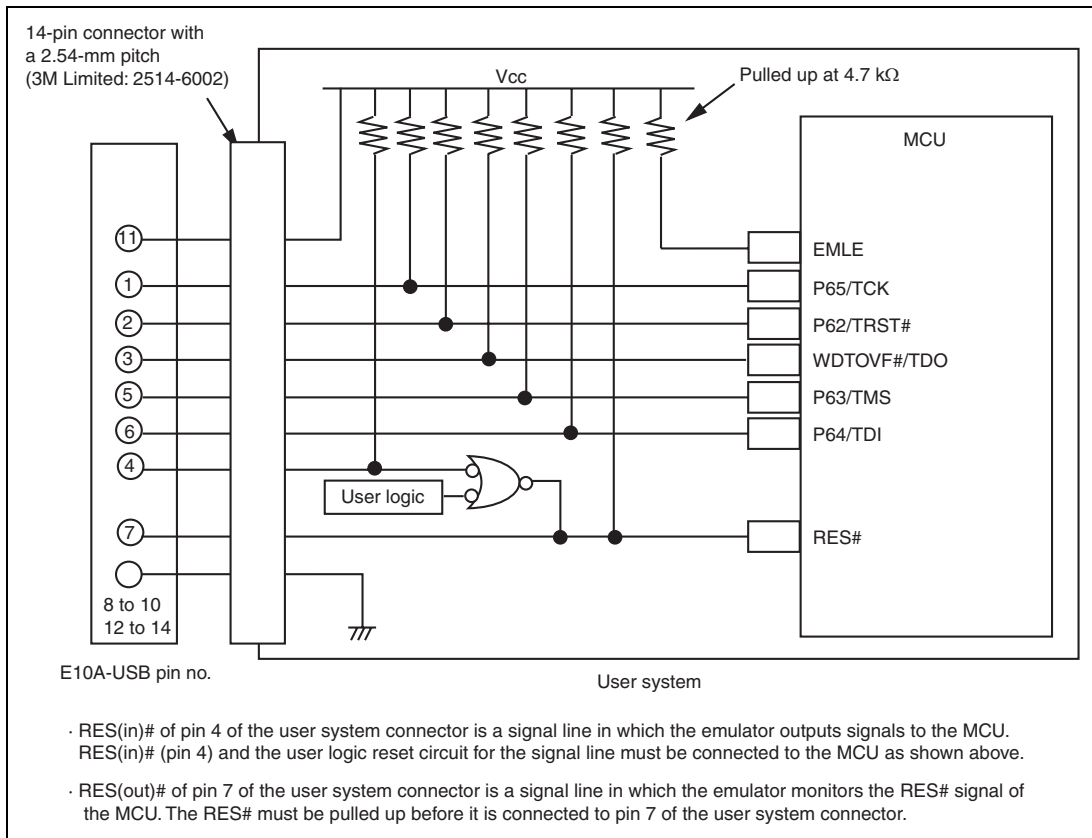 14-pin connector with
a 2.54-mm pitch
(3M Limited: 2514-6002)
Vcc
Pulled up at 4.7 kΩ
MCU
11
EMLE
1
P65/TCK
2
P62/TRST#
3
WDTOVF#/TDO
5
P63/TMS
6
P64/TDI
4
User logic
7
RES#
8 to 10
12 to 14
E10A-USB pin no.
User system
· RES(in)# of pin 4 of the user system connector is a signal line in which the emulator outputs signals to the MCU.
RES(in)# (pin 4) and the user logic reset circuit for the signal line must be connected to the MCU as shown above.
· RES(out)# of pin 7 of the user system connector is a signal line in which the emulator monitors the RES# signal of
the MCU. The RES# must be pulled up before it is connected to pin 7 of the user system connector.